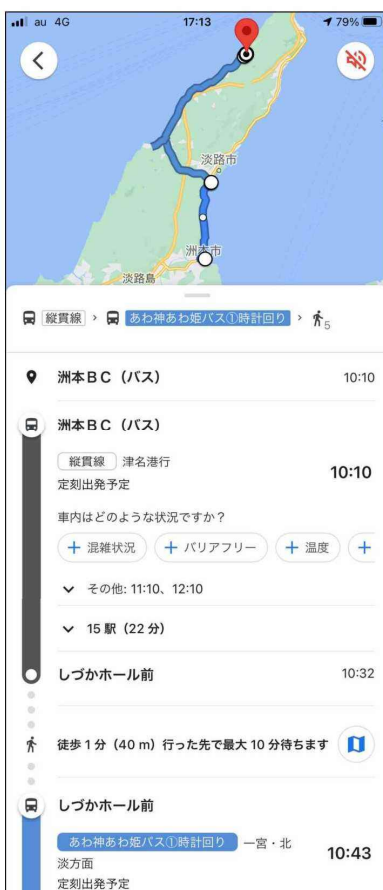 au 4G 17:13 79%
淡路市
洲本市
淡路島
縦貫線 › あわ神あわ姫バス①時計回り › 5
洲本BC（バス） 10:10
洲本BC（バス）
縦貫線 津名港行 10:10
定刻出発予定
車内はどのような状況ですか？
+ 混雑状況 + バリアフリー + 温度 +
その他: 11:10、12:10
15 駅（22 分）
しづかホール前 10:32
徒歩 1 分（40 m）行った先で最大 10 分待ちます
しづかホール前
あわ神あわ姫バス①時計回り 一宮・北 10:43
淡方面
定刻出発予定